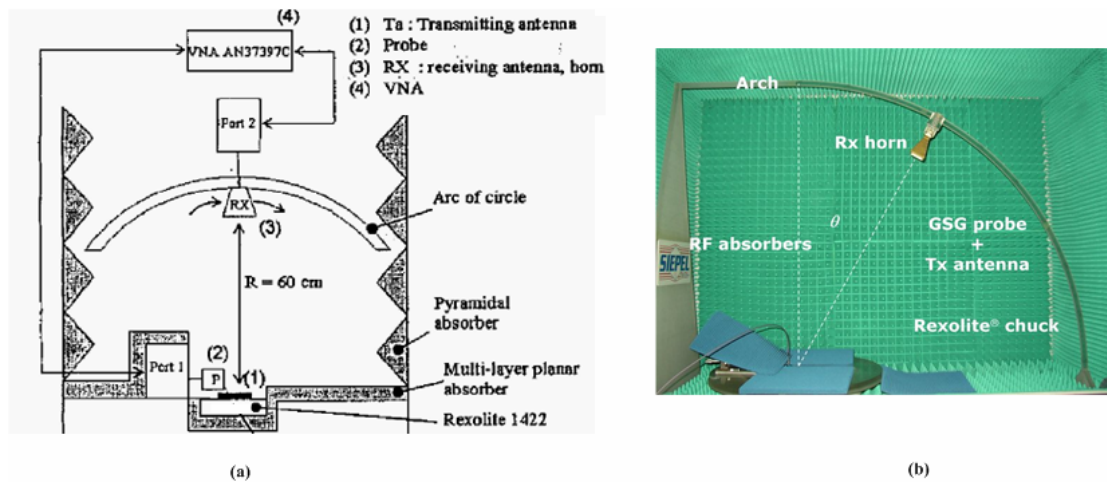 (4)
VNA AN37397C
(1) Ta : Transmitting antenna
(2) Probe
(3) RX : receiving antenna, horn
(4) VNA
Port 2
RX
(3)
Arc of circle
R = 60 cm
Pyramidal
absorber
Port 1
(2)
P
(1)
Multi-layer planar
absorber
Rexolite 1422
(a)
Arch
Rx horn
θ
RF absorbers
GSG probe
+
Tx antenna
SIEPEL
Rexolite® chuck
(b)